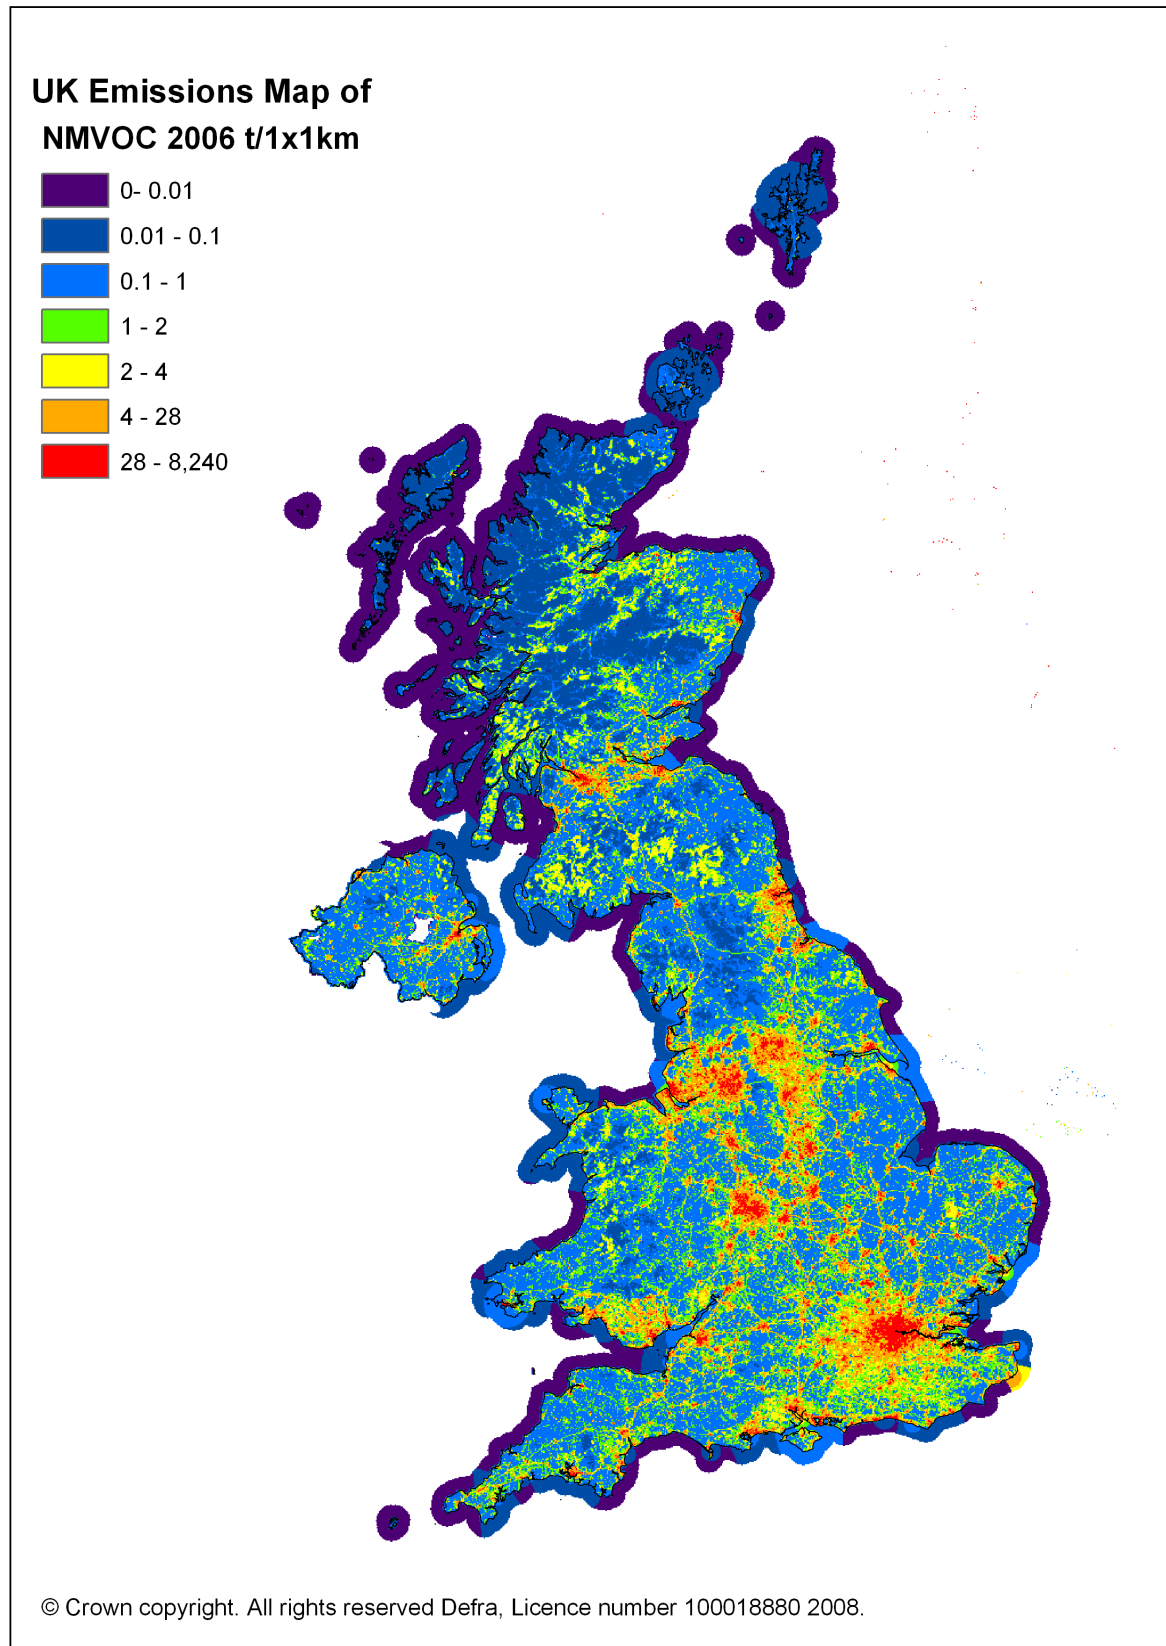 UK Emissions Map of
NMVOC 2006 t/1x1km
0- 0.01
0.01 - 0.1
0.1 - 1
1 - 2
2 - 4
4 - 28
28 - 8,240
© Crown copyright. All rights reserved Defra, Licence number 100018880 2008.